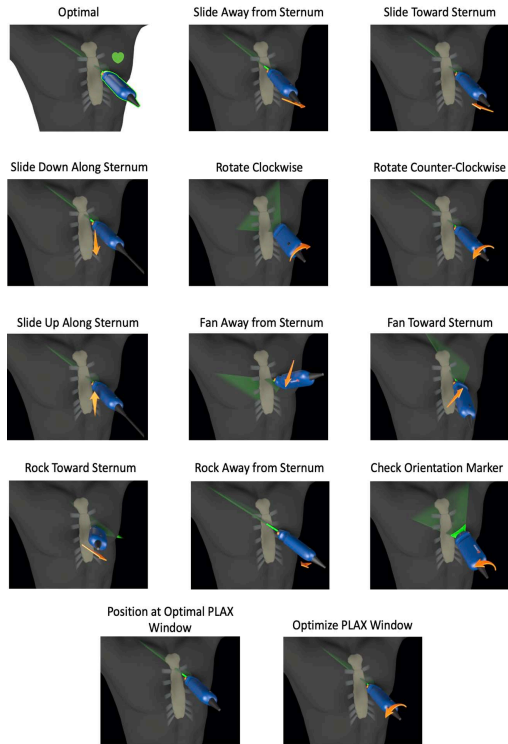 Optimal
Slide Away from Sternum
Slide Toward Sternum
Slide Down Along Sternum
Rotate Clockwise
Rotate Counter-Clockwise
Slide Up Along Sternum
Fan Away from Sternum
Fan Toward Sternum
Rock Toward Sternum
Rock Away from Sternum
Check Orientation Marker
Position at Optimal PLAX
Window
Optimize PLAX Window